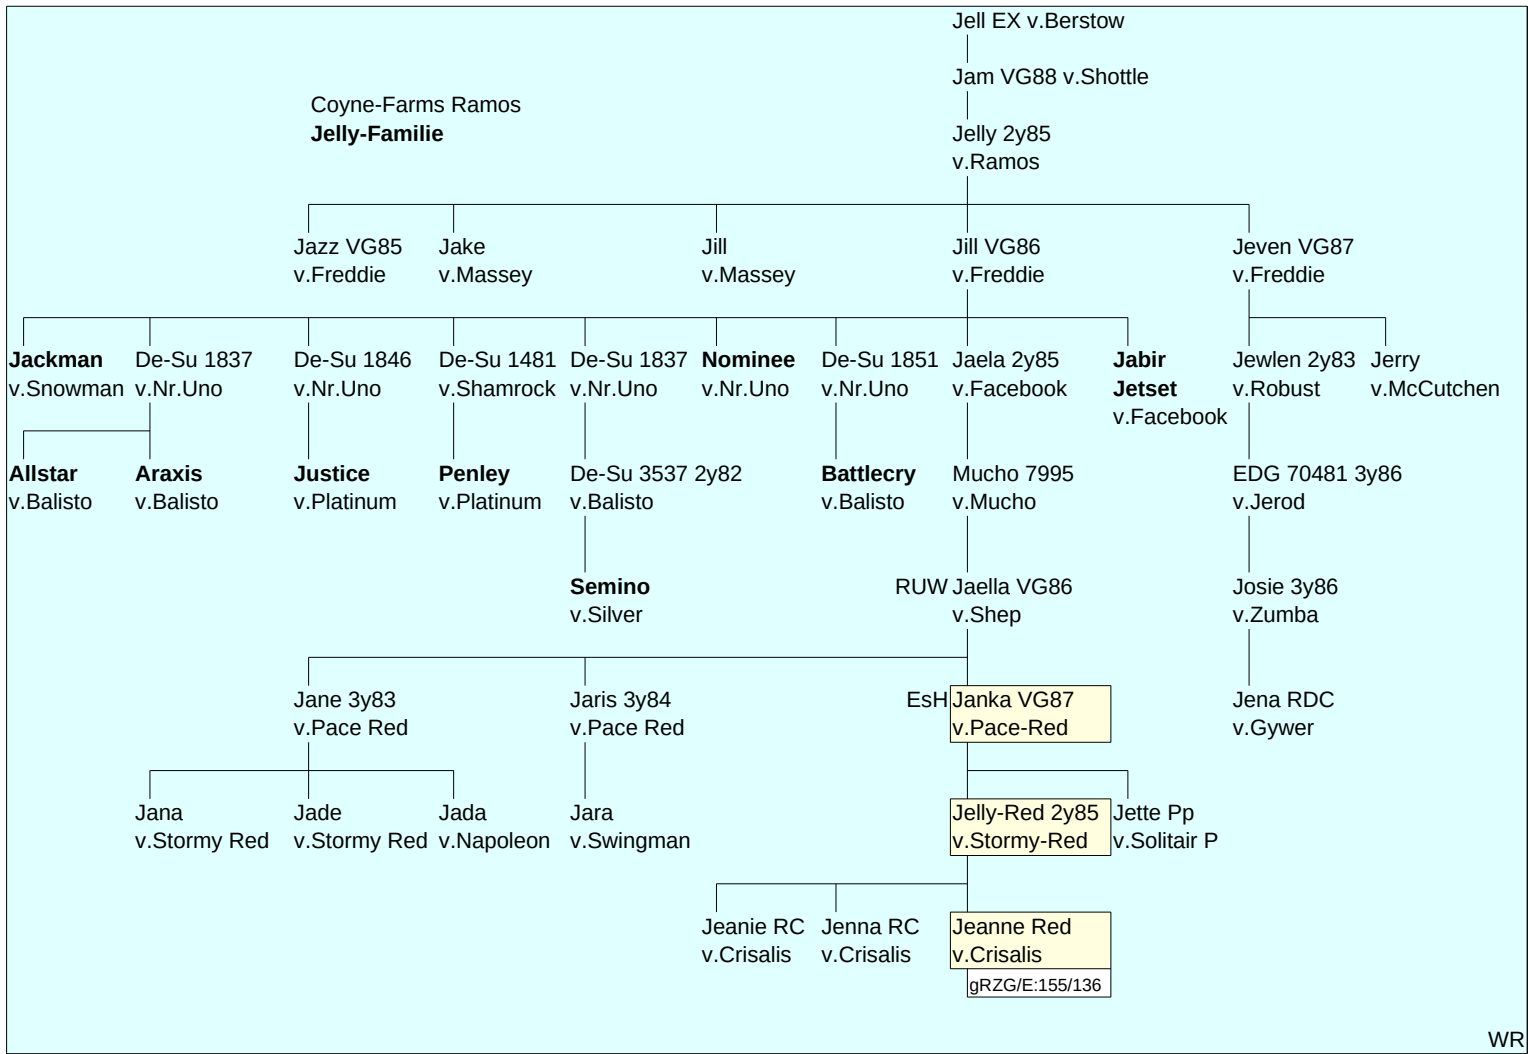 Jell EX v.Berstow
Jam VG88 v.Shottle
Coyne-Farms Ramos
Jelly-Familie
Jelly 2y85
v.Ramos
Jazz VG85
v.Freddie
Jake
v.Massey
Jill
v.Massey
Jill VG86
v.Freddie
Jeven VG87
v.Freddie
Jackman
v.Snowman
De-Su 1837
v.Nr.Uno
De-Su 1846
v.Nr.Uno
De-Su 1481
v.Shamrock
De-Su 1837
v.Nr.Uno
Nominee
v.Nr.Uno
De-Su 1851
v.Nr.Uno
Jaela 2y85
v.Facebook
Jabir
Jetset
v.Facebook
Jewlen 2y83
v.Robust
Jerry
v.McCutchen
Allstar
v.Balisto
Araxis
v.Balisto
Justice
v.Platinum
Penley
v.Platinum
De-Su 3537 2y82
v.Balisto
Battlecry
v.Balisto
Mucho 7995
v.Mucho
EDG 70481 3y86
v.Jerod
Semino
v.Silver
RUW Jaella VG86
v.Shep
Josie 3y86
v.Zumba
Jane 3y83
v.Pace Red
Jaris 3y84
v.Pace Red
EsH Janka VG87
v.Pace-Red
Jena RDC
v.Gywer
Jana
v.Stormy Red
Jade
v.Stormy Red
Jada
v.Napoleon
Jara
v.Swingman
Jelly-Red 2y85
v.Stormy-Red
Jette Pp
v.Solitair P
Jeanie RC
v.Crisalis
Jenna RC
v.Crisalis
Jeanne Red
v.Crisalis
gRZG/E:155/136
WR